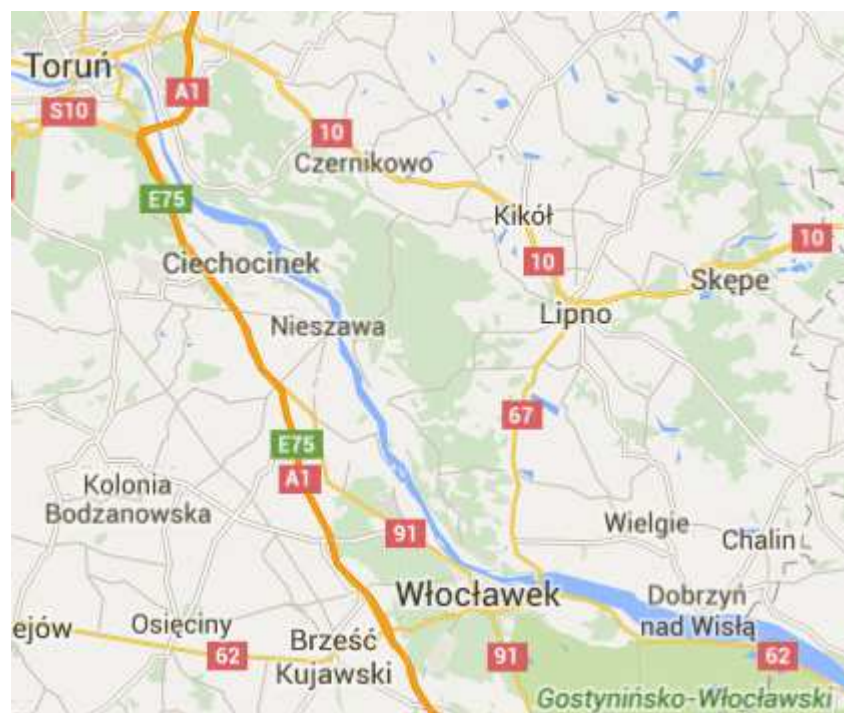 Toruń
A1
S10
10
Czernikowo
E75
Kikół
10
10
Ciechocinek
Skępe
Lipno
Nieszawa
67
E75
A1
Kolonia
Bodzanowska
91
Wielgie
Chalin
Włocławek
Dobrzyń
nad Wisłą
ejów
Osięciny
62
Brześć
Kujawski
91
62
Gostynińsko-Włocławski